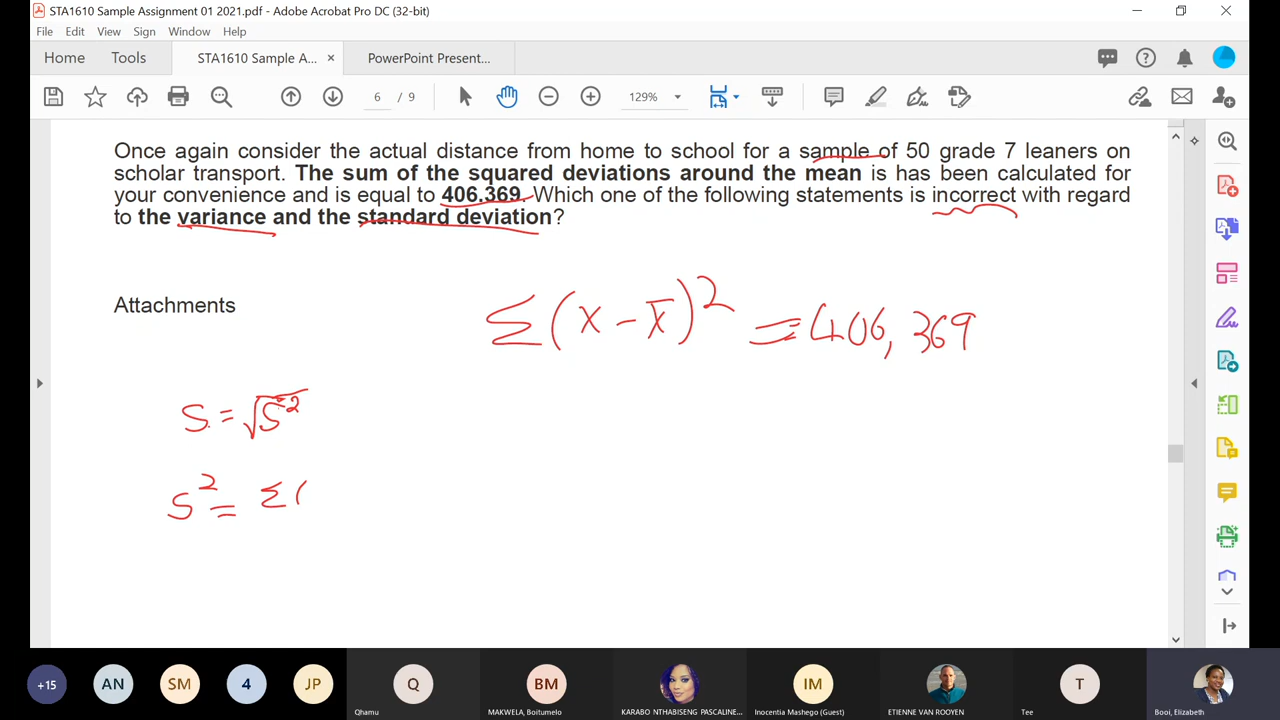 STA1610 Sample Assignment 01 2021.pdf - Adobe Acrobat Pro DC (32-bit)
File Edit View Sign Window Help
Home Tools STA1610 Sample A... × PowerPoint Present...
6 / 9 129%
Once again consider the actual distance from home to school for a sample of 50 grade 7 leaners on
scholar transport. The sum of the squared deviations around the mean is has been calculated for
your convenience and is equal to 406.369. Which one of the following statements is incorrect with regard
to the variance and the standard deviation?
Attachments
Σ(x-x̄)² = 406,369
S = √S²
S² = Σ(
+15 AN SM 4 JP Q BM IM T
Qhamu MAKWELA, Boitumelo KARABO NTHABISENG PASCALINE... Inocentia Mashego (Guest) ETIENNE VAN ROOYEN Tee Booi, Elizabeth